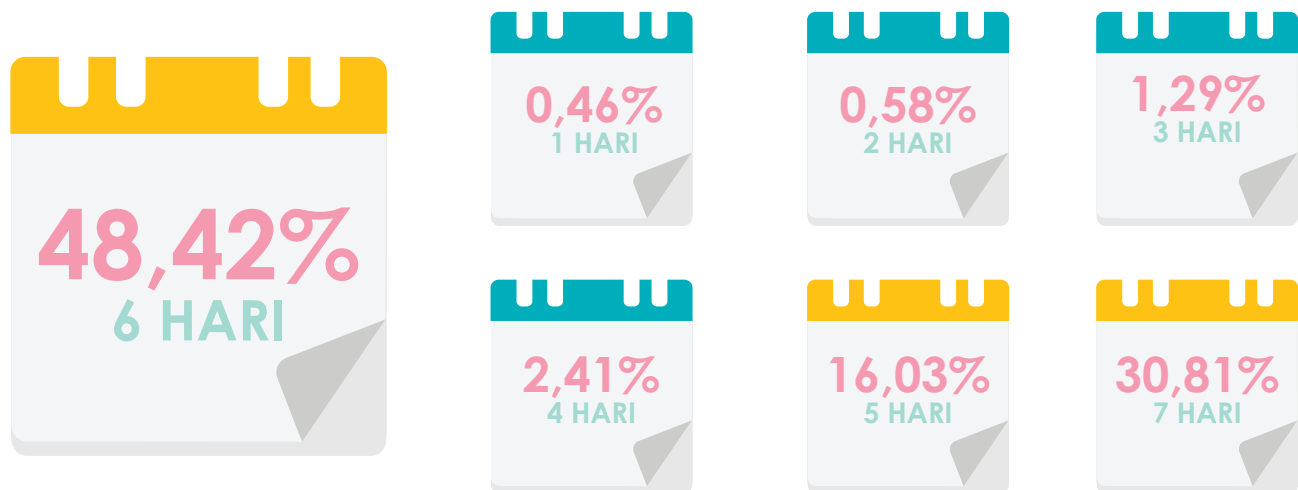 48,42%
6 HARI
0,46%
1 HARI
0,58%
2 HARI
1,29%
3 HARI
2,41%
4 HARI
16,03%
5 HARI
30,81%
7 HARI